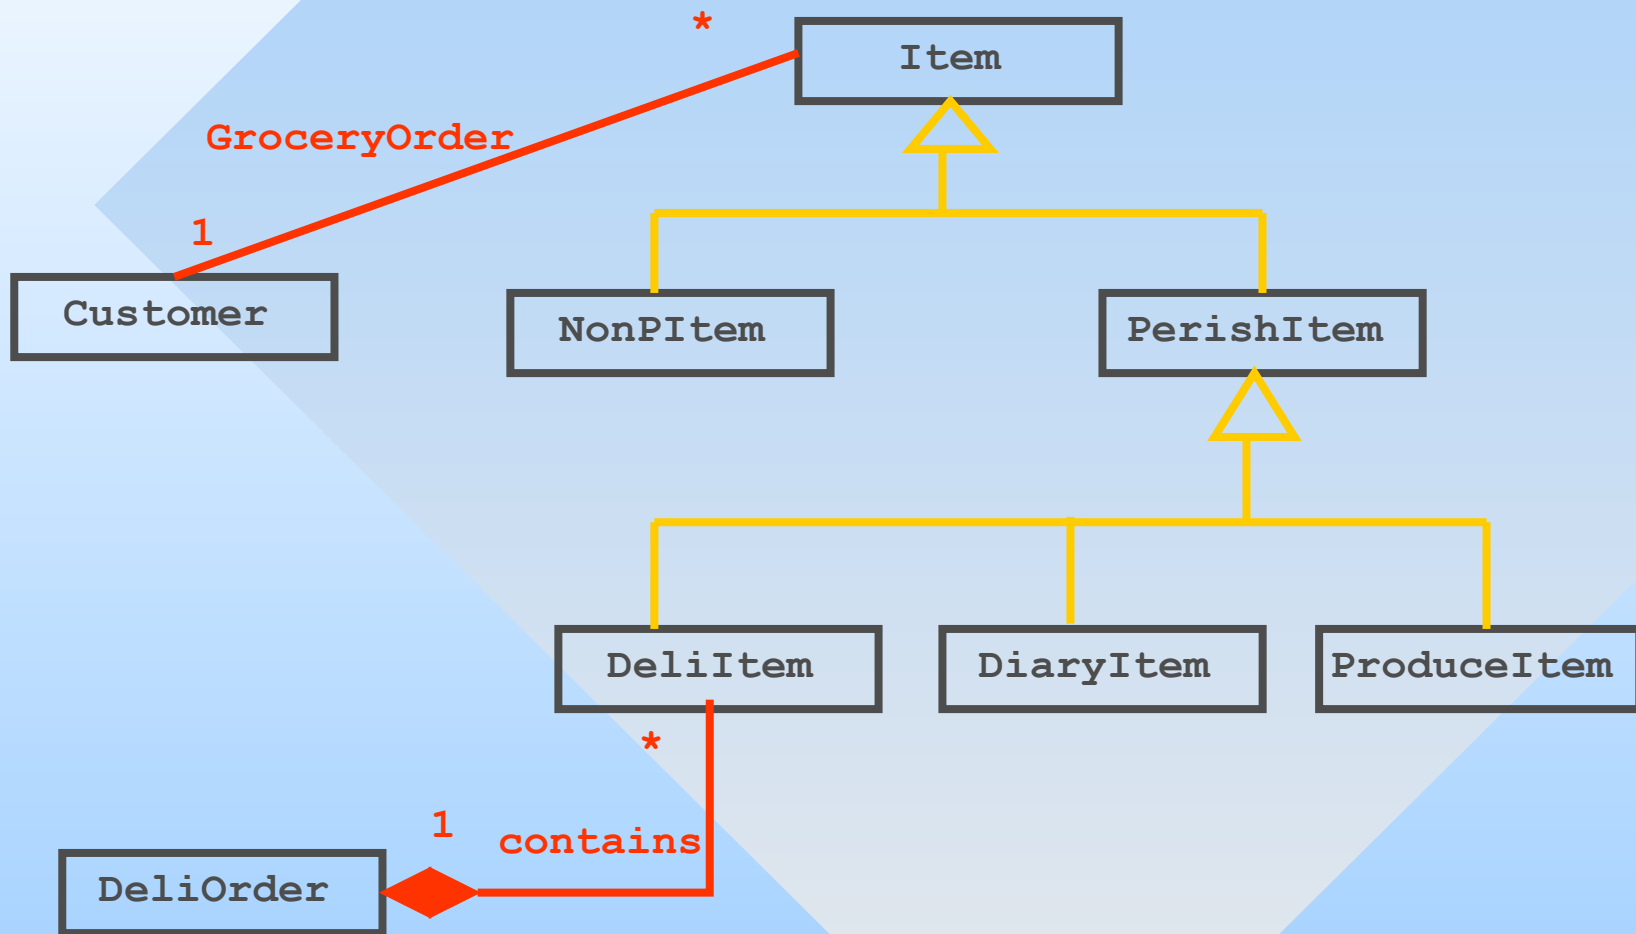 *
Item
GroceryOrder
1
Customer
NonPItem
PerishItem
DeliItem
DiaryItem
ProduceItem
*
1
contains
DeliOrder